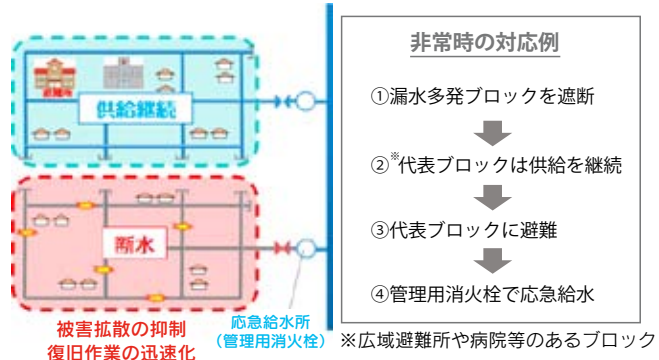 非常時の対応例
①漏水多発ブロックを遮断
②※代表ブロックは供給を継続
③代表ブロックに避難
④管理用消火栓で応急給水
※広域避難所や病院等のあるブロック
避難所
供給継続
断水
被害拡散の抑制
復旧作業の迅速化
応急給水所
（管理用消火栓）